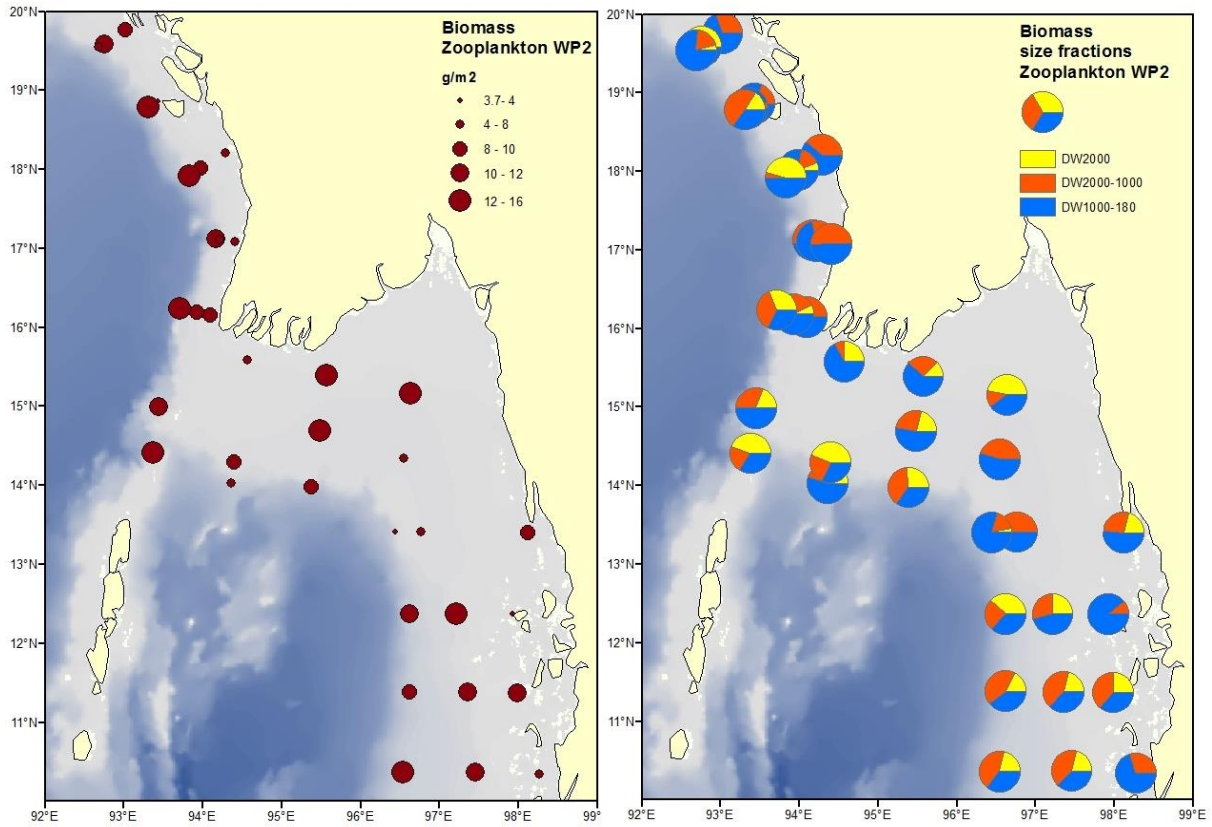 Biomass
Zooplankton WP2
g/m2
3.7- 4
4 - 8
8 - 10
10 - 12
12 - 16
20°N
19°N
18°N
17°N
16°N
15°N
14°N
13°N
12°N
11°N
92°E
93°E
94°E
95°E
96°E
97°E
98°E
99°
Biomass
size fractions
Zooplankton WP2
DW2000
DW2000-1000
DW1000-180
20°N
19°N
18°N
17°N
16°N
15°N
14°N
13°N
12°N
11°N
92°E
93°E
94°E
95°E
96°E
97°E
98°E
99°E